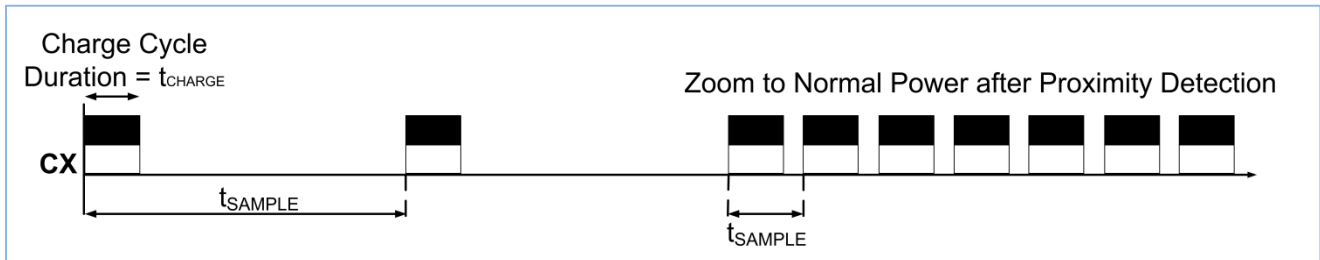 Charge Cycle
Duration = tCHARGE
Zoom to Normal Power after Proximity Detection
CX
tSAMPLE
tSAMPLE